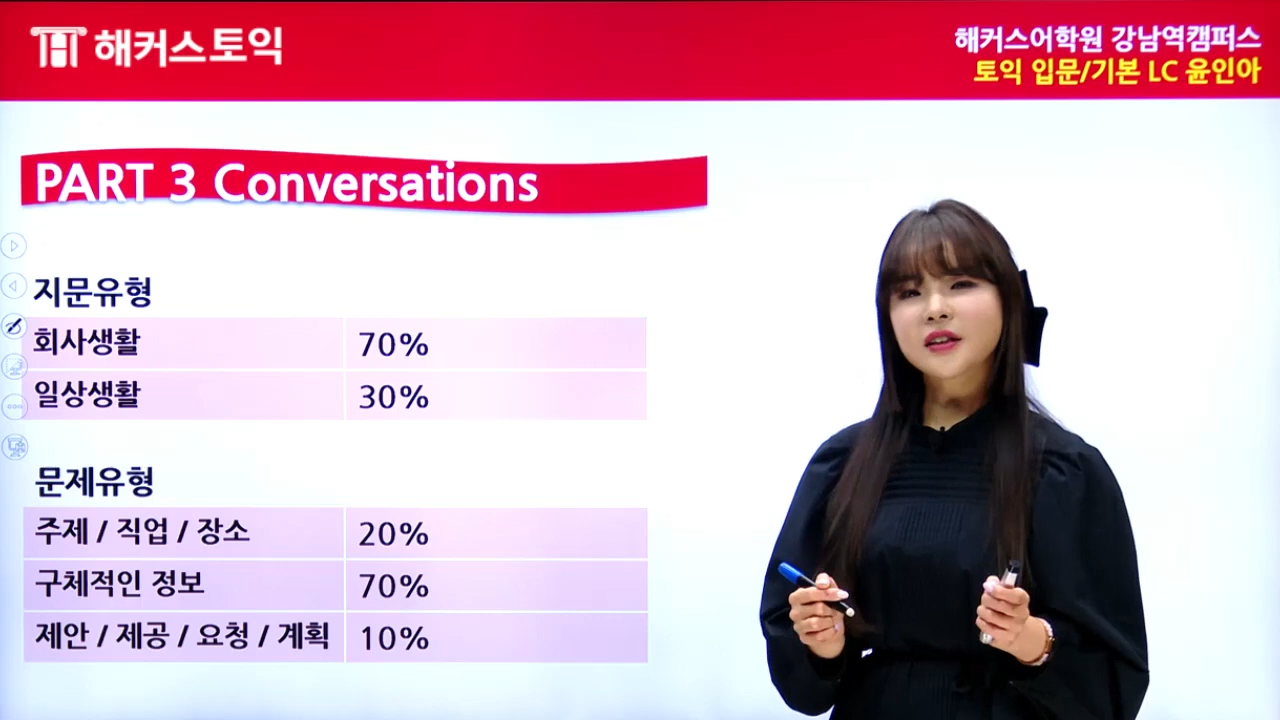 해커스토익
해커스어학원 강남역캠퍼스
토익 입문/기본 LC 윤인아
PART 3 Conversations
지문유형
회사생활 70%
일상생활 30%
문제유형
주제 / 직업 / 장소 20%
구체적인 정보 70%
제안 / 제공 / 요청 / 계획 10%